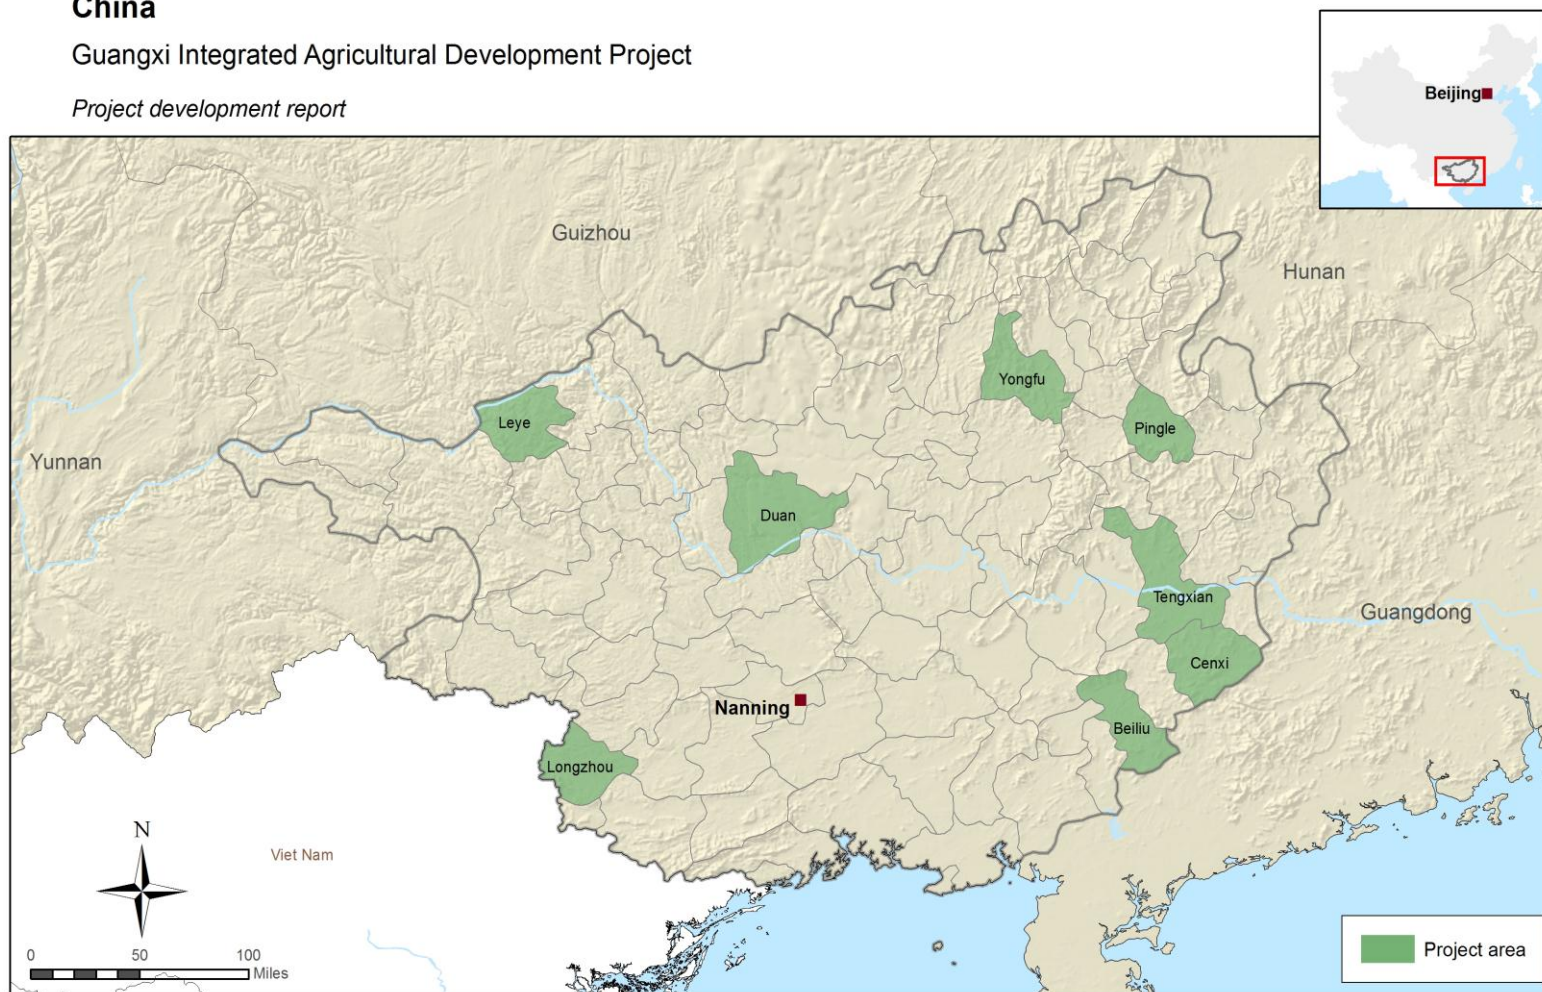 China
Guangxi Integrated Agricultural Development Project
Project development report
Beijing
Guizhou
Hunan
Yongfu
Leye
Pingle
Yunnan
Duan
Tengxian
Guangdong
Cenxi
Nanning
Beiliu
Longzhou
N
Viet Nam
0 50 100
Miles
Project area